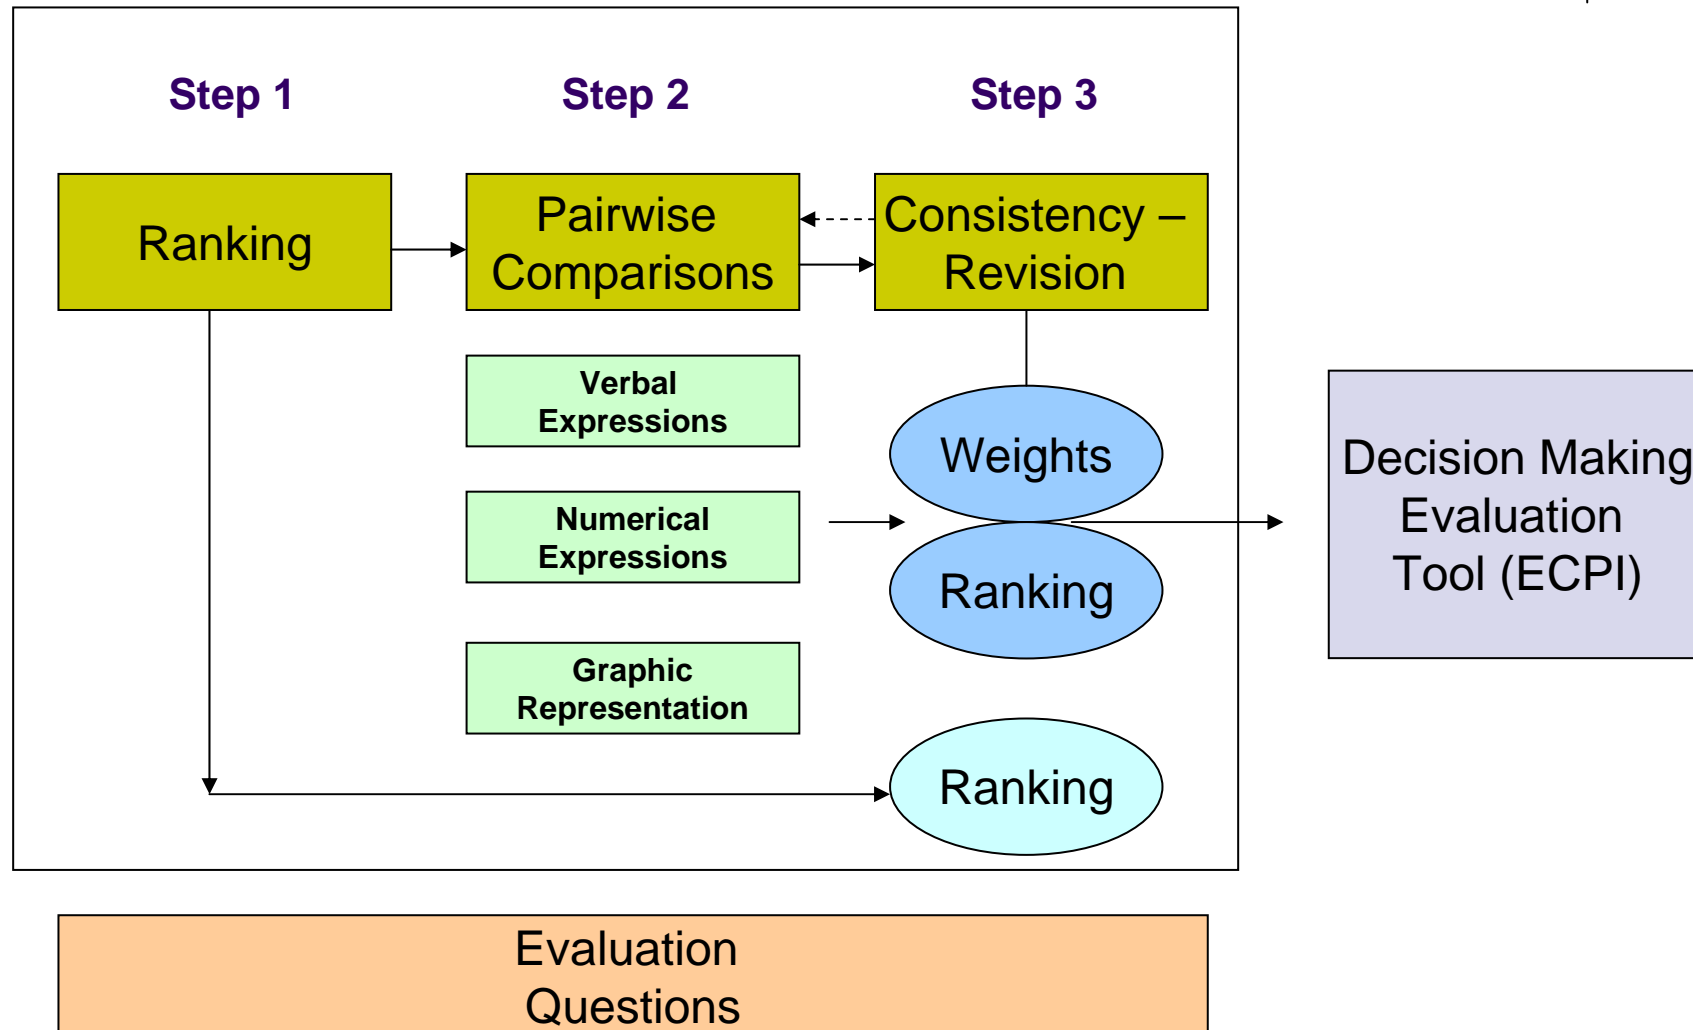 Step 1
Step 2
Step 3
Ranking
Pairwise
Comparisons
Consistency –
Revision
Verbal
Expressions
Numerical
Expressions
Graphic
Representation
Weights
Ranking
Ranking
Decision Making
Evaluation
Tool (ECPI)
Evaluation
Questions